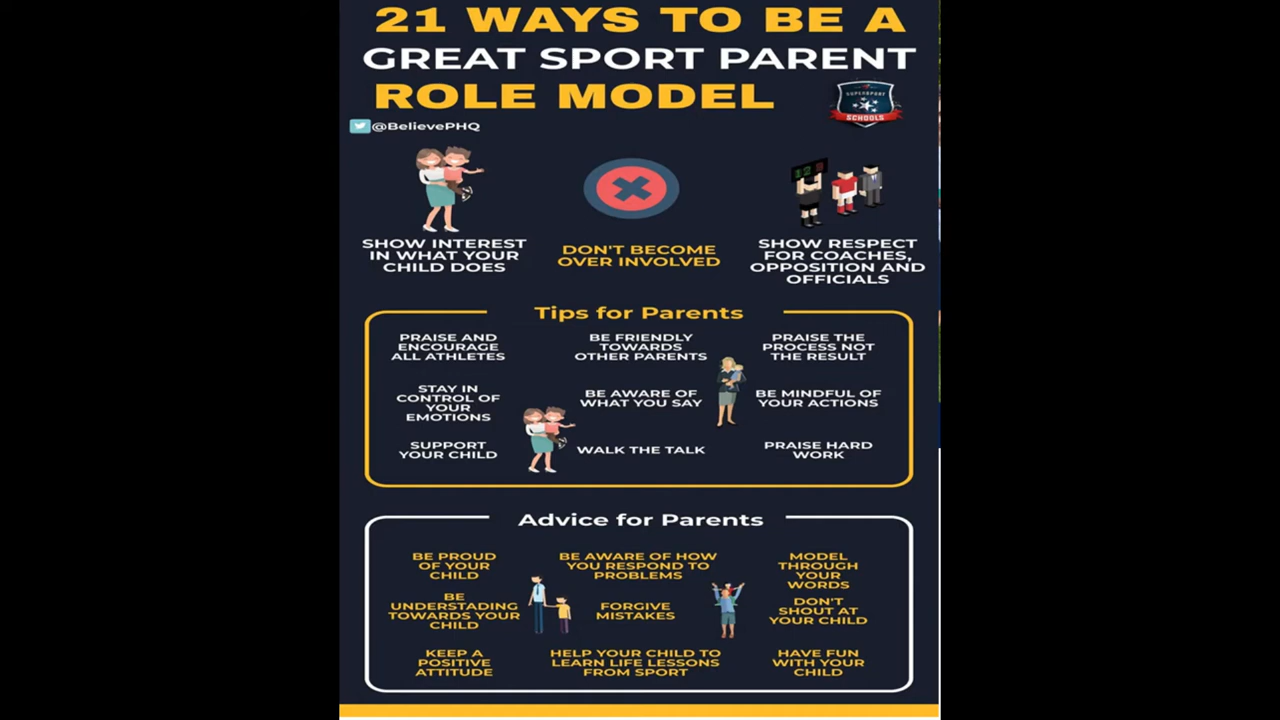 21 WAYS TO BE A
GREAT SPORT PARENT
ROLE MODEL
SUPERSPORT
SCHOOLS
@BelievePHQ
SHOW INTEREST
IN WHAT YOUR
CHILD DOES
DON'T BECOME
OVER INVOLVED
SHOW RESPECT
FOR COACHES,
OPPOSITION AND
OFFICIALS
Tips for Parents
PRAISE AND
ENCOURAGE
ALL ATHLETES
BE FRIENDLY
TOWARDS
OTHER PARENTS
PRAISE THE
PROCESS NOT
THE RESULT
STAY IN
CONTROL OF
YOUR
EMOTIONS
BE AWARE OF
WHAT YOU SAY
BE MINDFUL OF
YOUR ACTIONS
SUPPORT
YOUR CHILD
WALK THE TALK
PRAISE HARD
WORK
Advice for Parents
BE PROUD
OF YOUR
CHILD
BE AWARE OF HOW
YOU RESPOND TO
PROBLEMS
MODEL
THROUGH
YOUR
WORDS
BE
UNDERSTADING
TOWARDS YOUR
CHILD
FORGIVE
MISTAKES
DON'T
SHOUT AT
YOUR CHILD
KEEP A
POSITIVE
ATTITUDE
HELP YOUR CHILD TO
LEARN LIFE LESSONS
FROM SPORT
HAVE FUN
WITH YOUR
CHILD